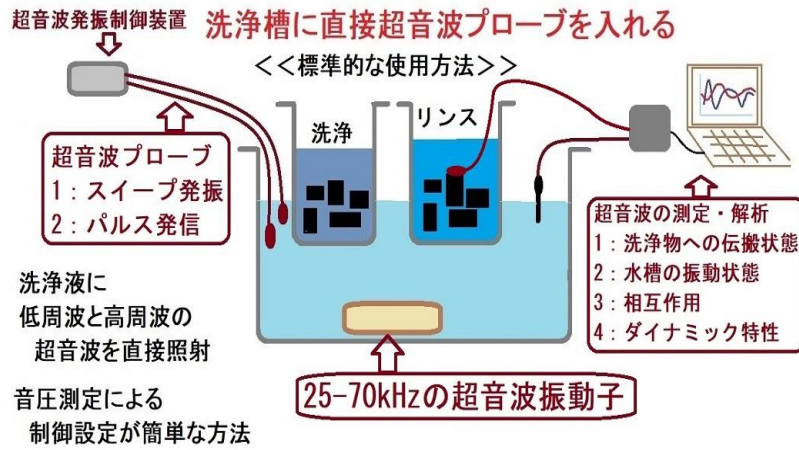 超音波発振制御装置
洗浄槽に直接超音波プローブを入れる
<<標準的な使用方法>>
超音波プローブ
1:スイープ発振
2:パルス発信
洗浄
リンス
超音波の測定・解析
1:洗浄物への伝搬状態
2:水槽の振動状態
3:相互作用
4:ダイナミック特性
洗浄液に
低周波と高周波の
超音波を直接照射
音圧測定による
制御設定が簡単な方法
25-70kHzの超音波振動子